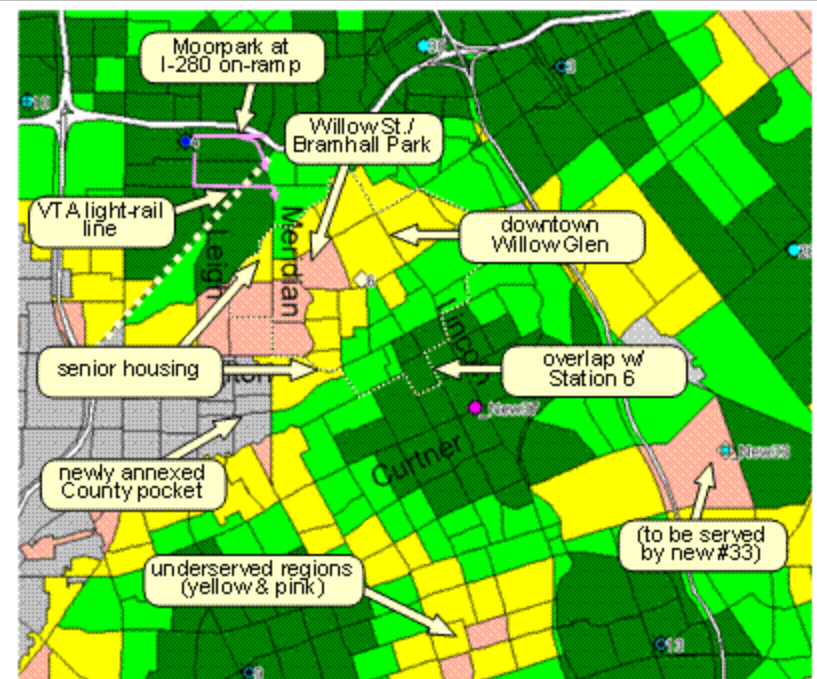 Moorpark at
I-280 on-ramp
Willow St./
Bramhall Park
VTA light-rail
line
downtown
Willow Glen
Leigh
Meridian
Lincoln
senior housing
overlap w/
Station 6
_New37
newly annexed
County pocket
Curtner
(to be served
by new #33)
underserved regions
(yellow & pink)
13